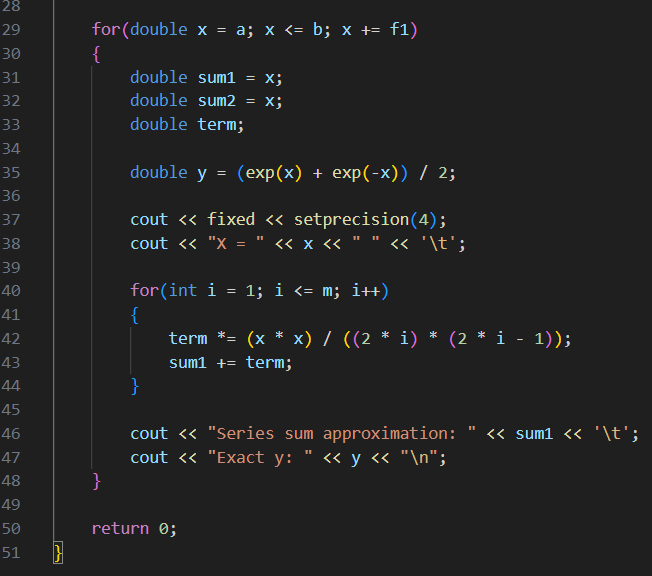 28
29 for(double x = a; x <= b; x += f1)
30 {
31 double sum1 = x;
32 double sum2 = x;
33 double term;
34
35 double y = (exp(x) + exp(-x)) / 2;
36
37 cout << fixed << setprecision(4);
38 cout << "X = " << x << " " << '\t';
39
40 for(int i = 1; i <= m; i++)
41 {
42 term *= (x * x) / ((2 * i) * (2 * i - 1));
43 sum1 += term;
44 }
45
46 cout << "Series sum approximation: " << sum1 << '\t';
47 cout << "Exact y: " << y << "\n";
48 }
49
50 return 0;
51 }